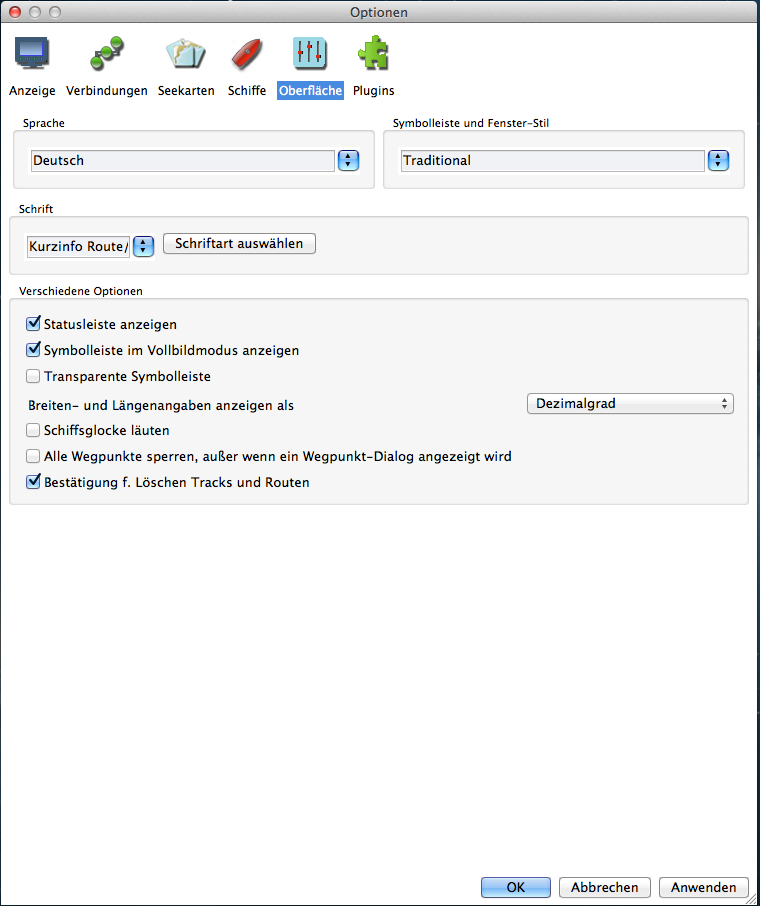 Optionen
Anzeige Verbindungen Seekarten Schiffe Oberfläche Plugins
Sprache Symbolleiste und Fenster-Stil
Deutsch Traditional
Schrift
Kurzinfo Route/ Schriftart auswählen
Verschiedene Optionen
Statusleiste anzeigen
Symbolleiste im Vollbildmodus anzeigen
Transparente Symbolleiste
Breiten- und Längenangaben anzeigen als Dezimalgrad
Schiffsglocke läuten
Alle Wegpunkte sperren, außer wenn ein Wegpunkt-Dialog angezeigt wird
Bestätigung f. Löschen Tracks und Routen
OK Abbrechen Anwenden